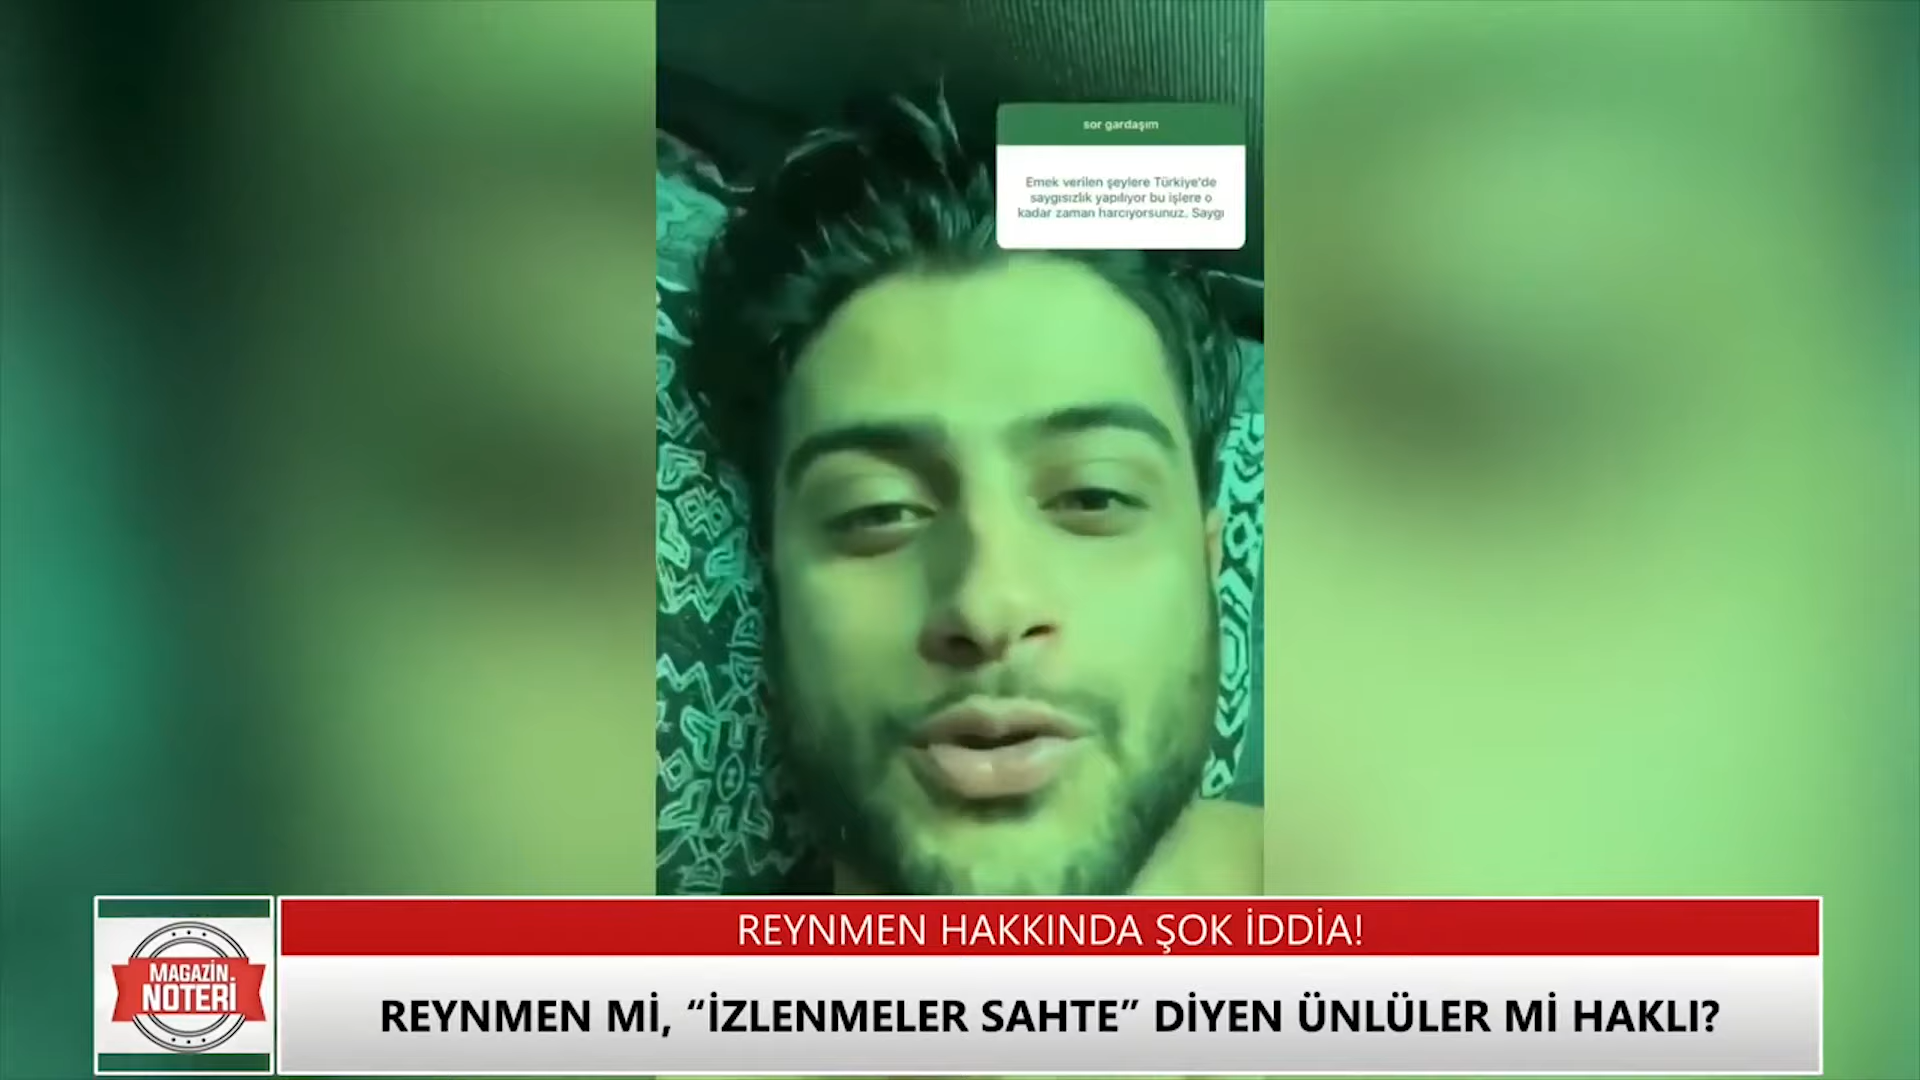 sor gardaşım
Emek verilen şeylere Türkiye'de
saygısızlık yapılıyor bu işlere o
kadar zaman harcıyorsunuz. Saygı
REYNMEN HAKKINDA ŞOK İDDİA!
MAGAZİN
NOTERİ
REYNMEN Mİ, “İZLENMELER SAHTE” DİYEN ÜNLÜLER Mİ HAKLI?